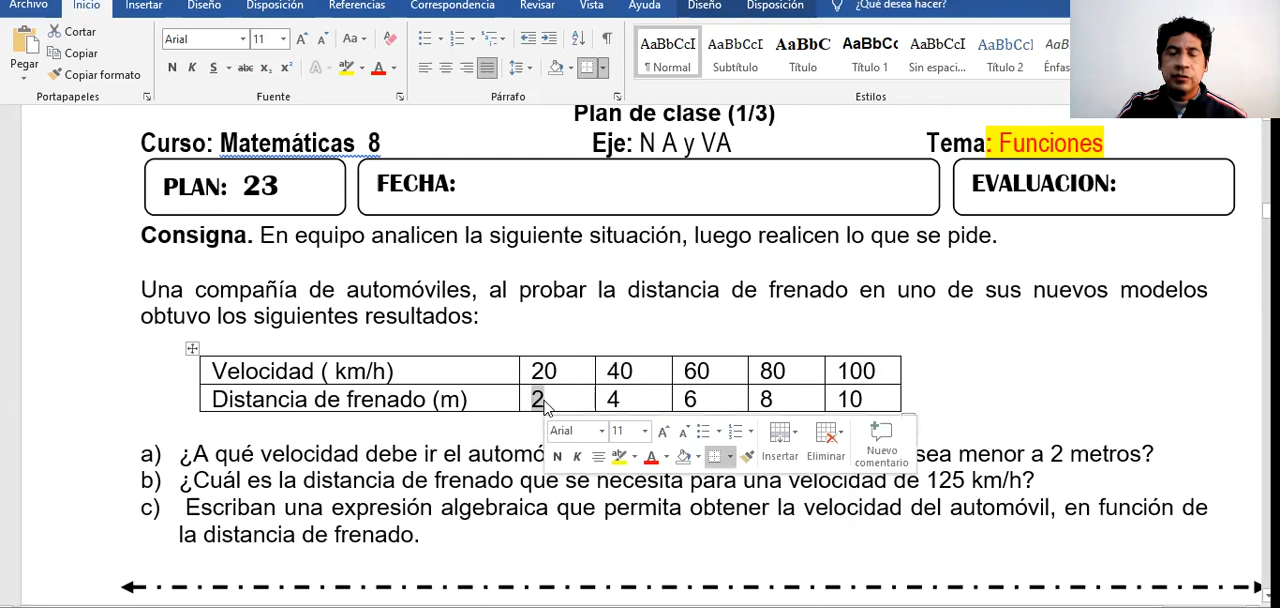 Archivo Inicio Insertar Diseño Disposición Referencias Correspondencia Revisar Vista Ayuda Diseño Disposición ¿Qué desea hacer?
Pegar
Cortar
Copiar
Copiar formato
Portapapeles
Arial 11
Aa
N K S abc x₂ x² A ab A
Fuente
Párrafo
AaBbCcI AaBbCcI AaBbC AaBbCc AaBbCcI AaBbCcI
¶ Normal Subtítulo Título Título 1 Sin espaci... Título 2
Estilos
Plan de clase (1/3)
Curso: Matemáticas 8 Eje: N A y VA Tema: Funciones
PLAN: 23 FECHA: EVALUACION:
Consigna. En equipo analicen la siguiente situación, luego realicen lo que se pide.
Una compañía de automóviles, al probar la distancia de frenado en uno de sus nuevos modelos
obtuvo los siguientes resultados:
Velocidad ( km/h) 20 40 60 80 100
Distancia de frenado (m) 2 4 6 8 10
Arial 11
N K
Insertar Eliminar Nuevo comentario
a) ¿A qué velocidad debe ir el automó sea menor a 2 metros?
b) ¿Cuál es la distancia de frenado que se necesita para una velocidad de 125 km/h?
c) Escriban una expresión algebraica que permita obtener la velocidad del automóvil, en función de
la distancia de frenado.